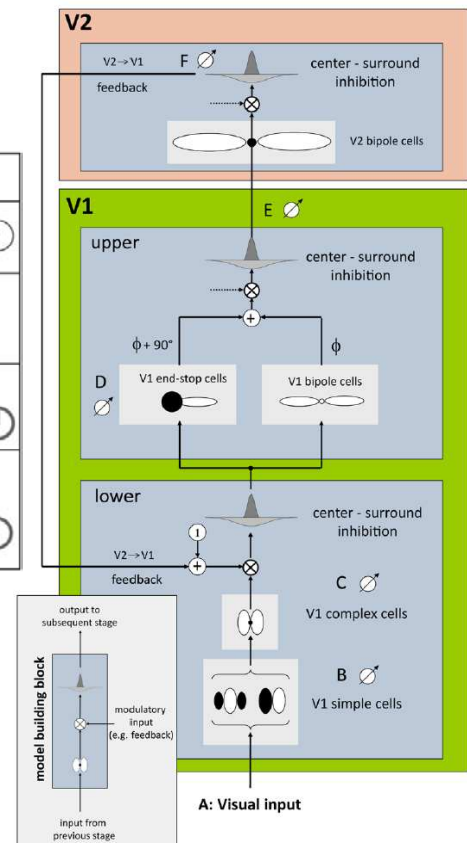 V2
V2→V1
feedback
F
center - surround
inhibition
V2 bipole cells
V1
E
upper
center - surround
inhibition
ϕ + 90°
ϕ
D
V1 end-stop cells
V1 bipole cells
lower
center - surround
inhibition
1
V2→V1
feedback
C
V1 complex cells
B
V1 simple cells
A: Visual input
output to
subsequent stage
model building block
modulatory
input
(e.g. feedback)
input from
previous stage